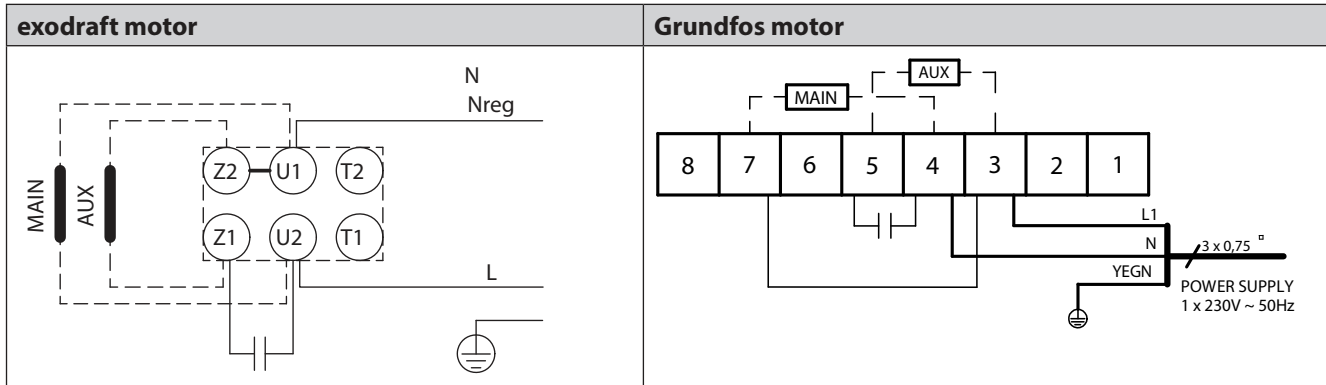 exodraft motor
Grundfos motor
N
Nreg
Z2
U1
T2
MAIN
AUX
Z1
U2
T1
L
AUX
MAIN
8 7 6 5 4 3 2 1
L1
N
3 x 0,75 □
YEGN
POWER SUPPLY
1 x 230V ~ 50Hz